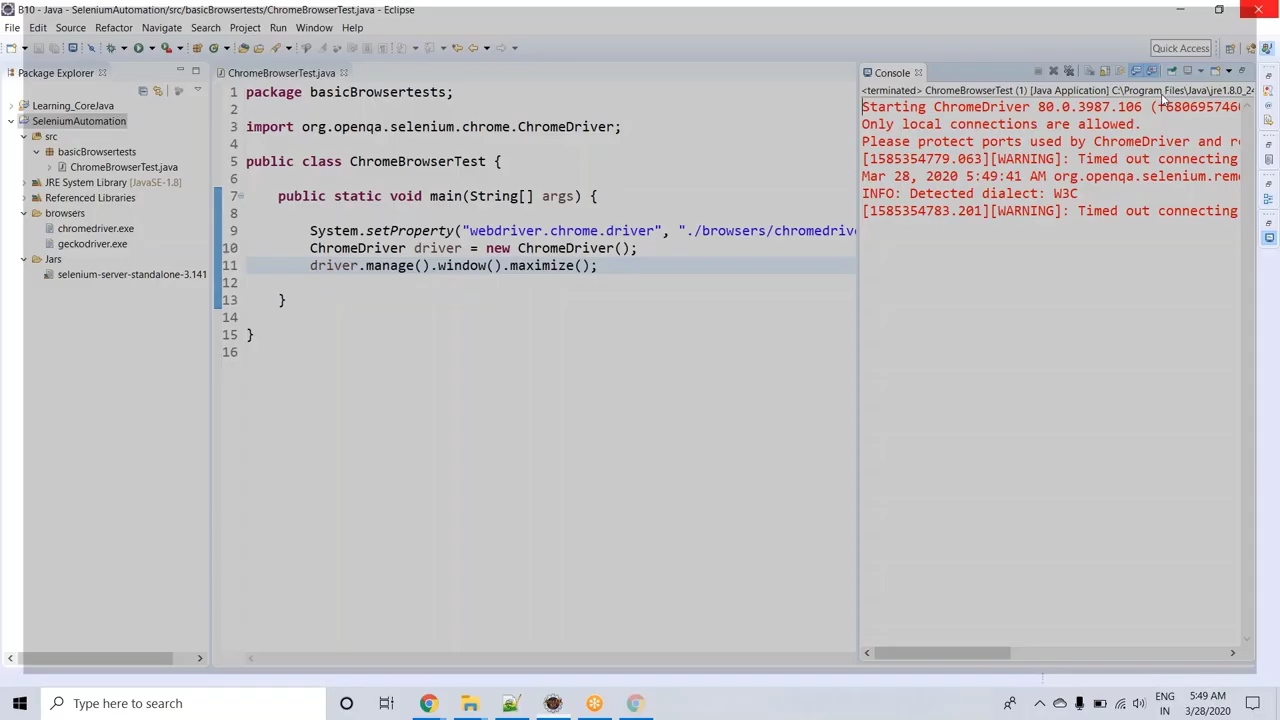 B10 - Java - SeleniumAutomation/src/basicBrowsertests/ChromeBrowserTest.java - Eclipse
File Edit Source Refactor Navigate Search Project Run Window Help
Quick Access
Package Explorer
Learning_CoreJava
SeleniumAutomation
src
basicBrowsertests
ChromeBrowserTest.java
JRE System Library [JavaSE-1.8]
Referenced Libraries
browsers
chromedriver.exe
geckodriver.exe
Jars
selenium-server-standalone-3.141
ChromeBrowserTest.java
1 package basicBrowsertests;
2
3 import org.openqa.selenium.chrome.ChromeDriver;
4
5 public class ChromeBrowserTest {
6
7 public static void main(String[] args) {
8
9 System.setProperty("webdriver.chrome.driver", "./browsers/chromedrive
10 ChromeDriver driver = new ChromeDriver();
11 driver.manage().window().maximize();
12
13 }
14
15 }
16
Console
<terminated> ChromeBrowserTest (1) [Java Application] C:\Program Files\Java\jre1.8.0_24
Starting ChromeDriver 80.0.3987.106 (f68069574609
Only local connections are allowed.
Please protect ports used by ChromeDriver and re
[1585354779.063][WARNING]: Timed out connecting
Mar 28, 2020 5:49:41 AM org.openqa.selenium.remo
INFO: Detected dialect: W3C
[1585354783.201][WARNING]: Timed out connecting
Type here to search
ENG
IN
5:49 AM
3/28/2020